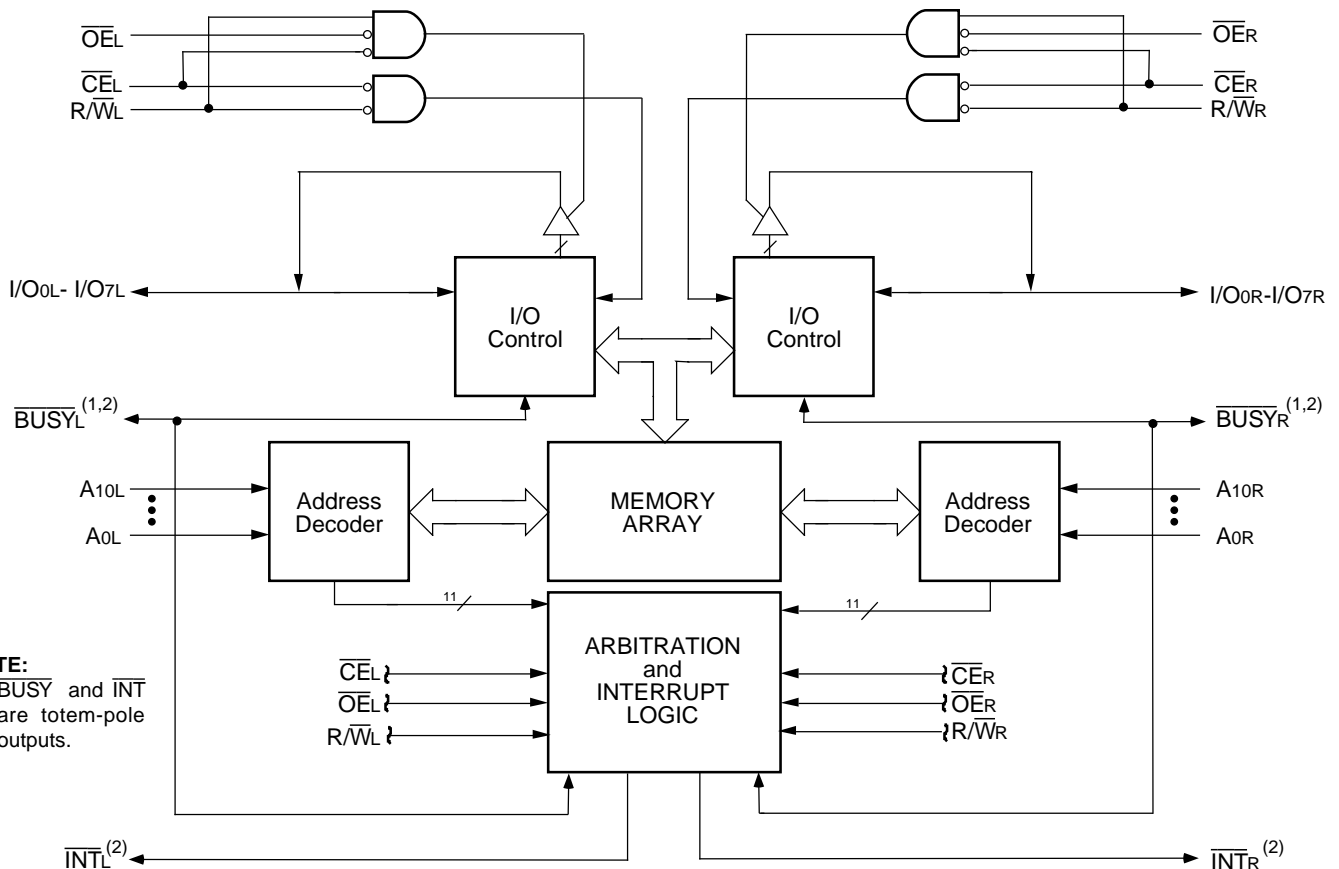 OEL
OER
CEL
CER
R/WL
R/WR
I/O0L- I/O7L
I/O
Control
I/O
Control
I/O0R-I/O7R
BUSYL(1,2)
BUSYR(1,2)
A10L
A0L
Address
Decoder
MEMORY
ARRAY
Address
Decoder
A10R
A0R
11
11
ARBITRATION
and
INTERRUPT
LOGIC
CEL
OEL
R/WL
CER
OER
R/WR
TE:
BUSY and INT
are totem-pole
outputs.
INTL(2)
INTR(2)